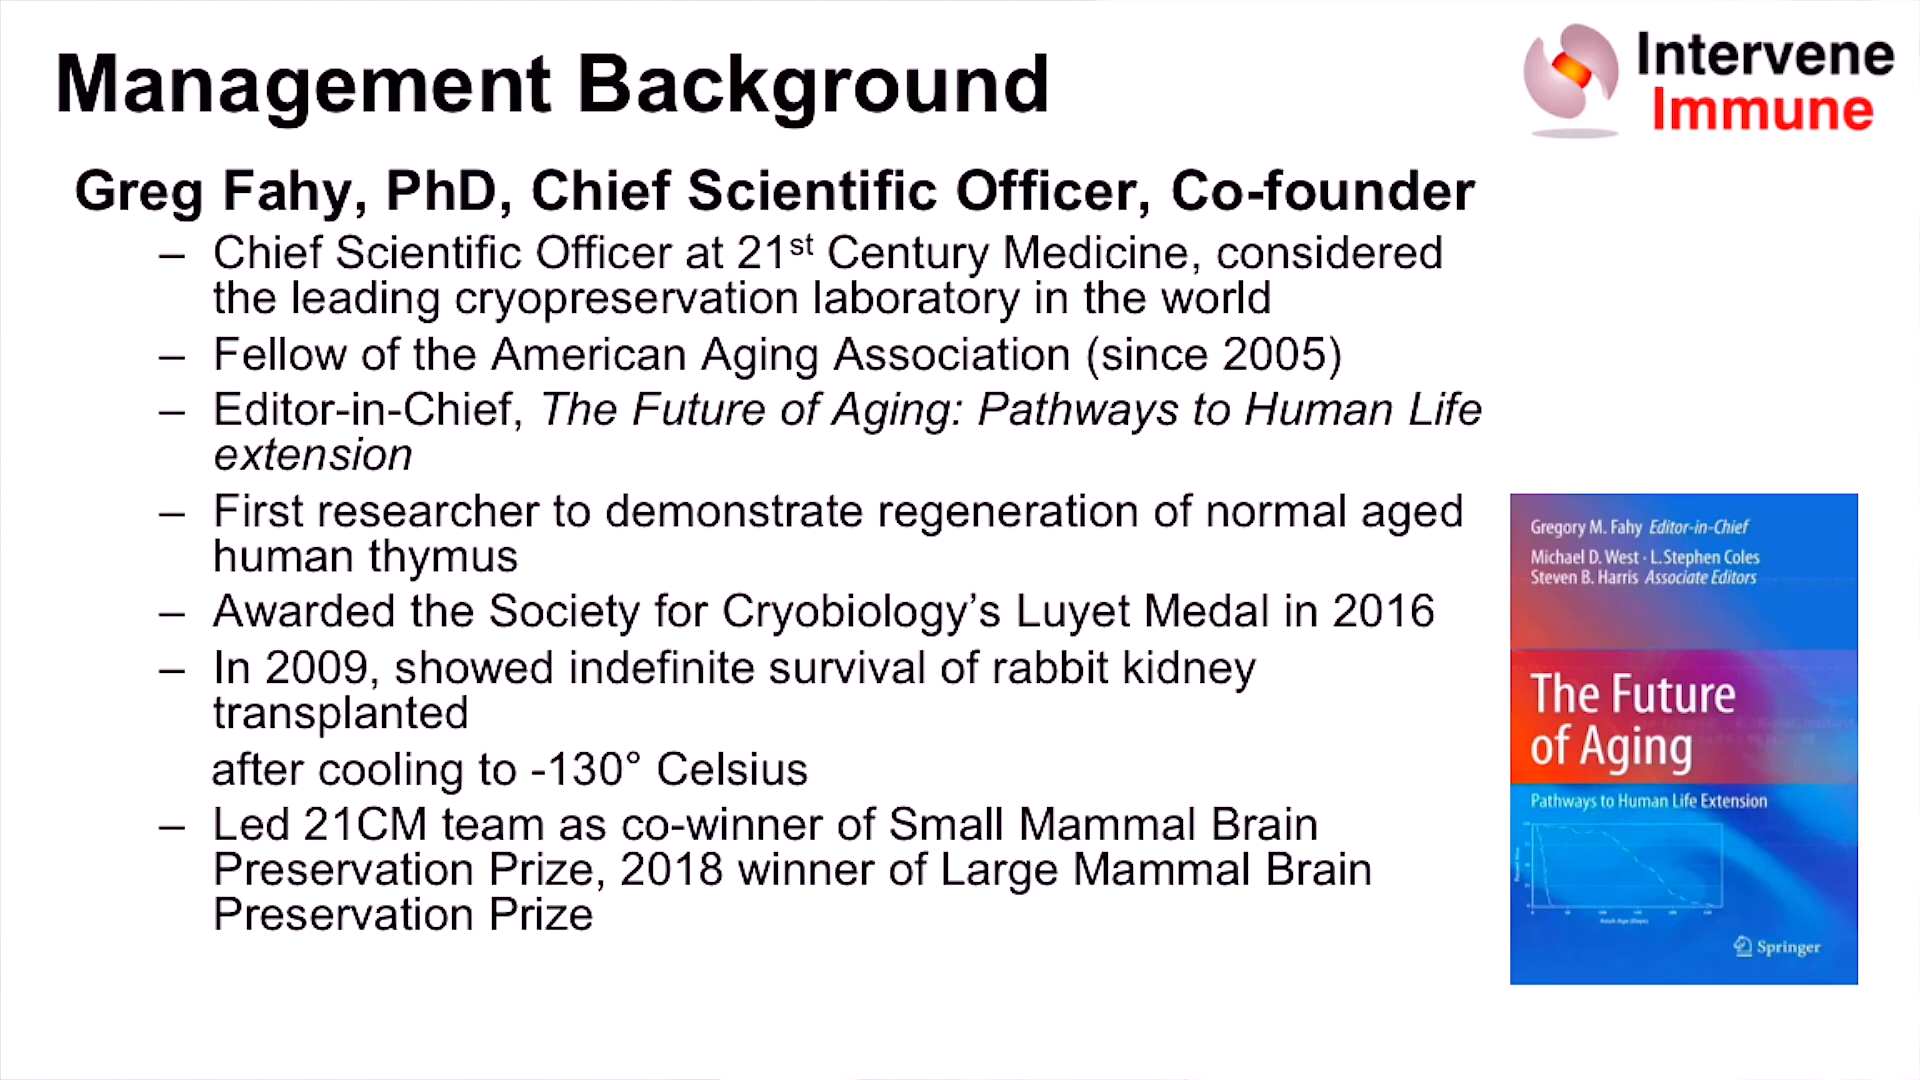 Management Background
Intervene
Immune
Greg Fahy, PhD, Chief Scientific Officer, Co-founder
– Chief Scientific Officer at 21st Century Medicine, considered
the leading cryopreservation laboratory in the world
– Fellow of the American Aging Association (since 2005)
– Editor-in-Chief, The Future of Aging: Pathways to Human Life
extension
– First researcher to demonstrate regeneration of normal aged
human thymus
– Awarded the Society for Cryobiology’s Luyet Medal in 2016
– In 2009, showed indefinite survival of rabbit kidney
transplanted
after cooling to -130° Celsius
– Led 21CM team as co-winner of Small Mammal Brain
Preservation Prize, 2018 winner of Large Mammal Brain
Preservation Prize
Gregory M. Fahy Editor-in-Chief
Michael D. West · L.Stephen Coles
Steven B. Harris Associate Editors
The Future
of Aging
Pathways to Human Life Extension
Springer